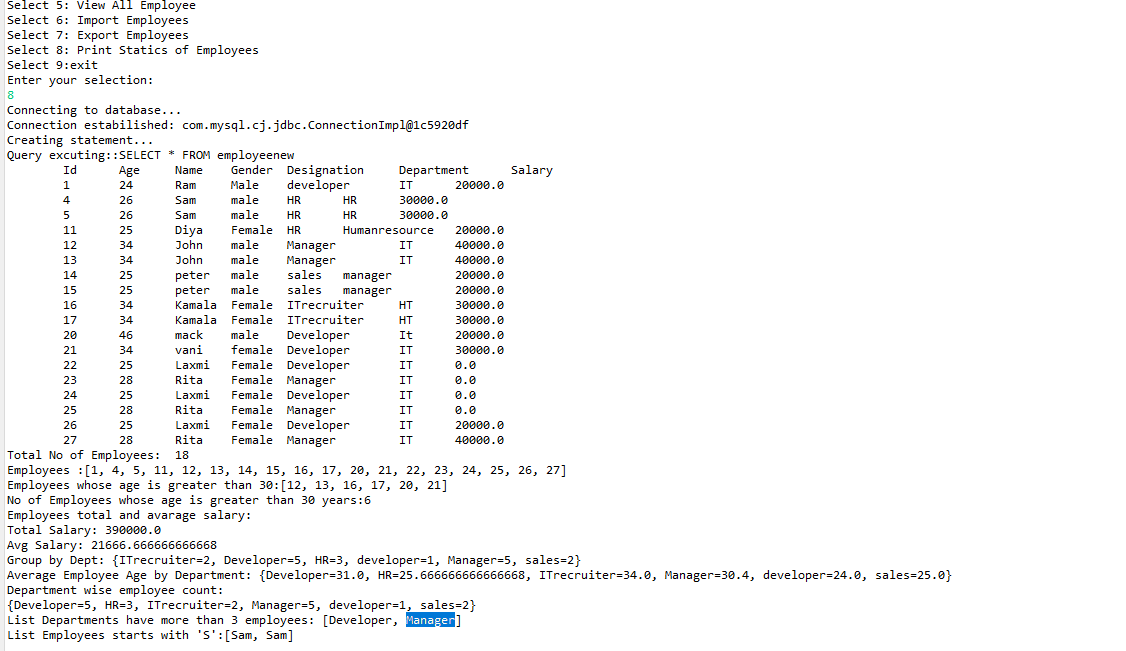 Select 5: View All Employee
Select 6: Import Employees
Select 7: Export Employees
Select 8: Print Statics of Employees
Select 9:exit
Enter your selection:
8
Connecting to database...
Connection estabilished: com.mysql.cj.jdbc.ConnectionImpl@1c5920df
Creating statement...
Query excuting::SELECT * FROM employeenew
Id Age Name Gender Designation Department Salary
1 24 Ram Male developer IT 20000.0
4 26 Sam male HR HR 30000.0
5 26 Sam male HR HR 30000.0
11 25 Diya Female HR Humanresource 20000.0
12 34 John male Manager IT 40000.0
13 34 John male Manager IT 40000.0
14 25 peter male sales manager 20000.0
15 25 peter male sales manager 20000.0
16 34 Kamala Female ITrecruiter HT 30000.0
17 34 Kamala Female ITrecruiter HT 30000.0
20 46 mack male Developer It 20000.0
21 34 vani female Developer IT 30000.0
22 25 Laxmi Female Developer IT 0.0
23 28 Rita Female Manager IT 0.0
24 25 Laxmi Female Developer IT 0.0
25 28 Rita Female Manager IT 0.0
26 25 Laxmi Female Developer IT 20000.0
27 28 Rita Female Manager IT 40000.0
Total No of Employees: 18
Employees :[1, 4, 5, 11, 12, 13, 14, 15, 16, 17, 20, 21, 22, 23, 24, 25, 26, 27]
Employees whose age is greater than 30:[12, 13, 16, 17, 20, 21]
No of Employees whose age is greater than 30 years:6
Employees total and avarage salary:
Total Salary: 390000.0
Avg Salary: 21666.666666666668
Group by Dept: {ITrecruiter=2, Developer=5, HR=3, developer=1, Manager=5, sales=2}
Average Employee Age by Department: {Developer=31.0, HR=25.666666666666668, ITrecruiter=34.0, Manager=30.4, developer=24.0, sales=25.0}
Department wise employee count:
{Developer=5, HR=3, ITrecruiter=2, Manager=5, developer=1, sales=2}
List Departments have more than 3 employees: [Developer, Manager]
List Employees starts with 'S':[Sam, Sam]